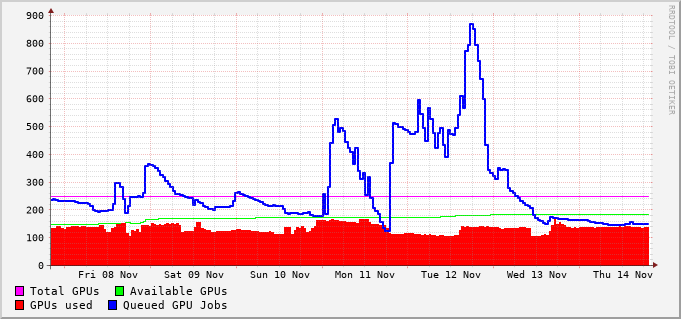 900
800
700
600
500
400
300
200
100
0
Fri 08 Nov Sat 09 Nov Sun 10 Nov Mon 11 Nov Tue 12 Nov Wed 13 Nov Thu 14 Nov
Total GPUs Available GPUs
GPUs used Queued GPU Jobs
RRDTOOL / TOBI OETIKER